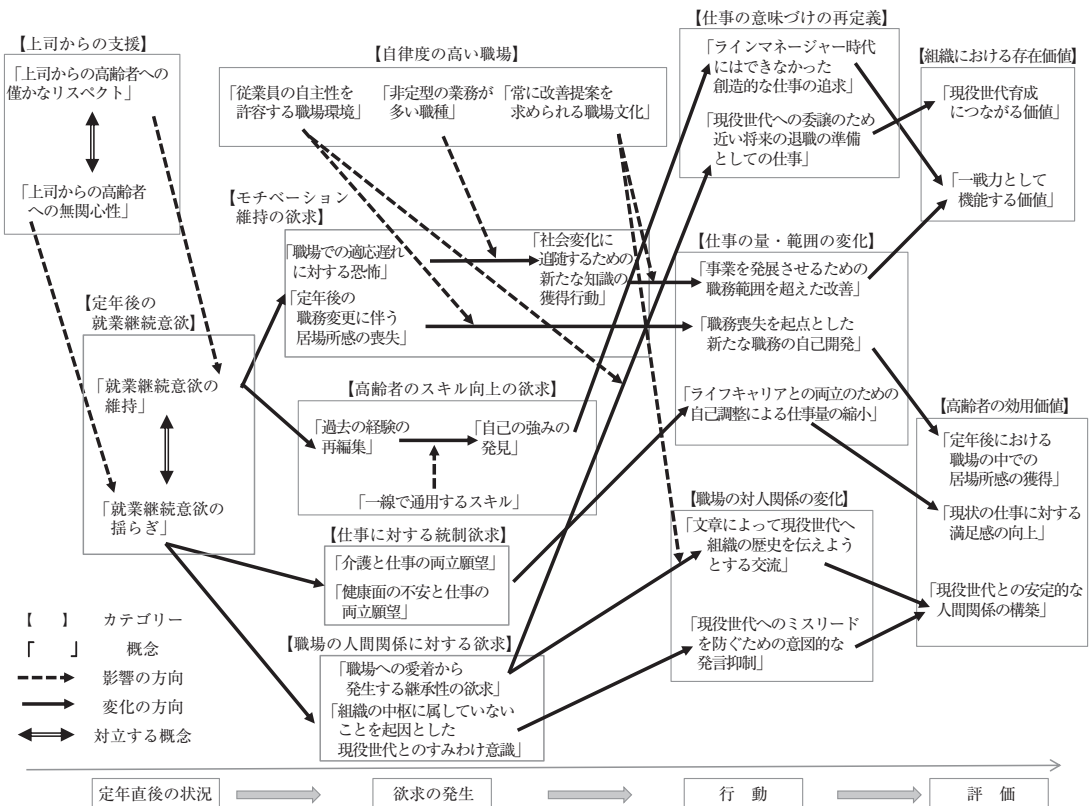 【上司からの支援】
「上司からの高齢者への
僅かなリスペクト」
「上司からの高齢者
への無関心性」
【定年後の
就業継続意欲】
「就業継続意欲の
維持」
「就業継続意欲の
揺らぎ」
【　】　カテゴリー
「　」　概念
影響の方向
変化の方向
対立する概念
【自律度の高い職場】
「従業員の自主性を
許容する職場環境」
「非定型の業務が
多い職種」
「常に改善提案を
求められる職場文化」
【モチベーション
維持の欲求】
「職場での適応遅れ
に対する恐怖」
「定年後の
職務変更に伴う
居場所感の喪失」
「社会変化に
追随するための
新たな知識の
獲得行動」
【高齢者のスキル向上の欲求】
「過去の経験の
再編集」
「自己の強みの
発見」
「一線で通用するスキル」
【仕事に対する統制欲求】
「介護と仕事の両立願望」
「健康面の不安と仕事の
両立願望」
【職場の人間関係に対する欲求】
「職場への愛着から
発生する継承性の欲求」
「組織の中枢に属していない
ことを起因とした
現役世代とのすみわけ意識」
【仕事の意味づけの再定義】
「ラインマネージャー時代
にはできなかった
創造的な仕事の追求」
「現役世代への委譲のため
近い将来の退職の準備
としての仕事」
【仕事の量・範囲の変化】
「事業を発展させるための
職務範囲を超えた改善」
「職務喪失を起点とした
新たな職務の自己開発」
「ライフキャリアとの両立のための
自己調整による仕事量の縮小」
【職場の対人関係の変化】
「文章によって現役世代へ
組織の歴史を伝えよう
とする交流」
「現役世代へのミスリード
を防ぐための意図的な
発言抑制」
【組織における存在価値】
「現役世代育成
につながる価値」
「一戦力として
機能する価値」
【高齢者の効用価値】
「定年後における
職場の中での
居場所感の獲得」
「現状の仕事に対する
満足感の向上」
「現役世代との安定的な
人間関係の構築」
定年直後の状況
欲求の発生
行　動
評　価